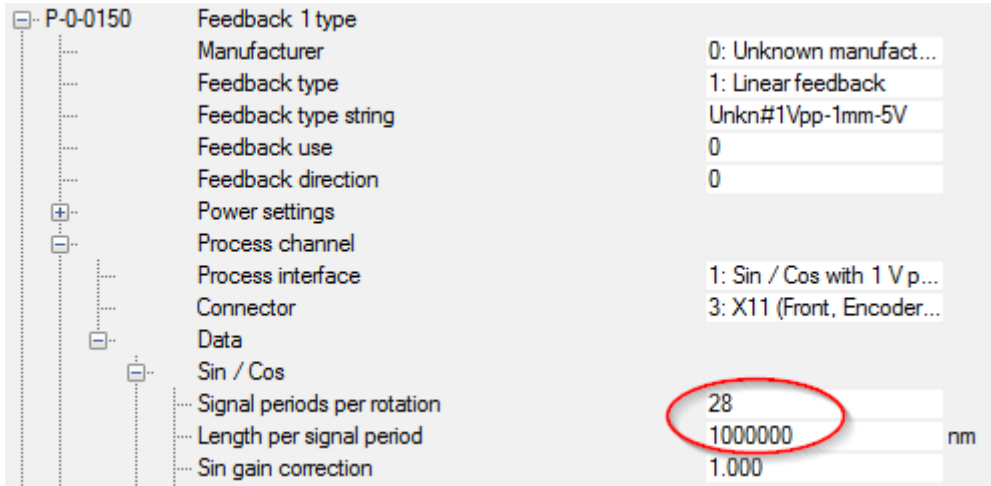 P-0-0150 Feedback 1 type
Manufacturer 0: Unknown manufact...
Feedback type 1: Linear feedback
Feedback type string Unkn#1Vpp-1mm-5V
Feedback use 0
Feedback direction 0
Power settings
Process channel
Process interface 1: Sin / Cos with 1 V p...
Connector 3: X11 (Front, Encoder...
Data
Sin / Cos
Signal periods per rotation 28
Length per signal period 1000000 nm
Sin gain correction 1.000